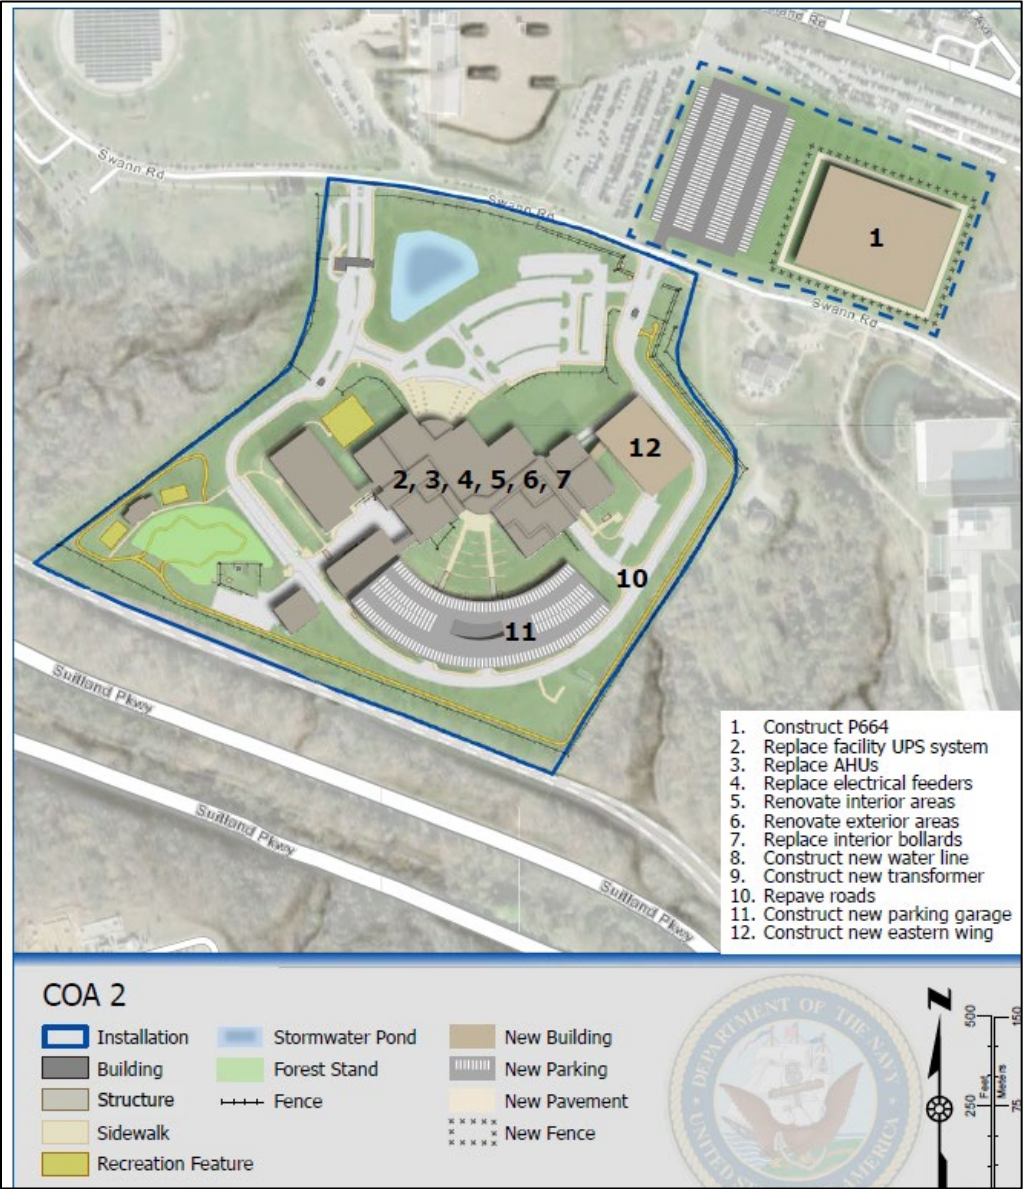 land Rd
Swann Rd
Swann Rd
1
Swann Rd
12
2, 3, 4, 5, 6, 7
10
11
Suitland Pkwy
Suitland Pkwy
Suitland Pkwy
1. Construct P664
2. Replace facility UPS system
3. Replace AHUs
4. Replace electrical feeders
5. Renovate interior areas
6. Renovate exterior areas
7. Replace interior bollards
8. Construct new water line
9. Construct new transformer
10. Repave roads
11. Construct new parking garage
12. Construct new eastern wing
COA 2
Installation
Building
Structure
Sidewalk
Recreation Feature
Stormwater Pond
Forest Stand
Fence
New Building
New Parking
New Pavement
New Fence
DEPARTMENT OF THE NAVY
UNITED S
AMERICA
N
500
250
Feet
Meters
150
75